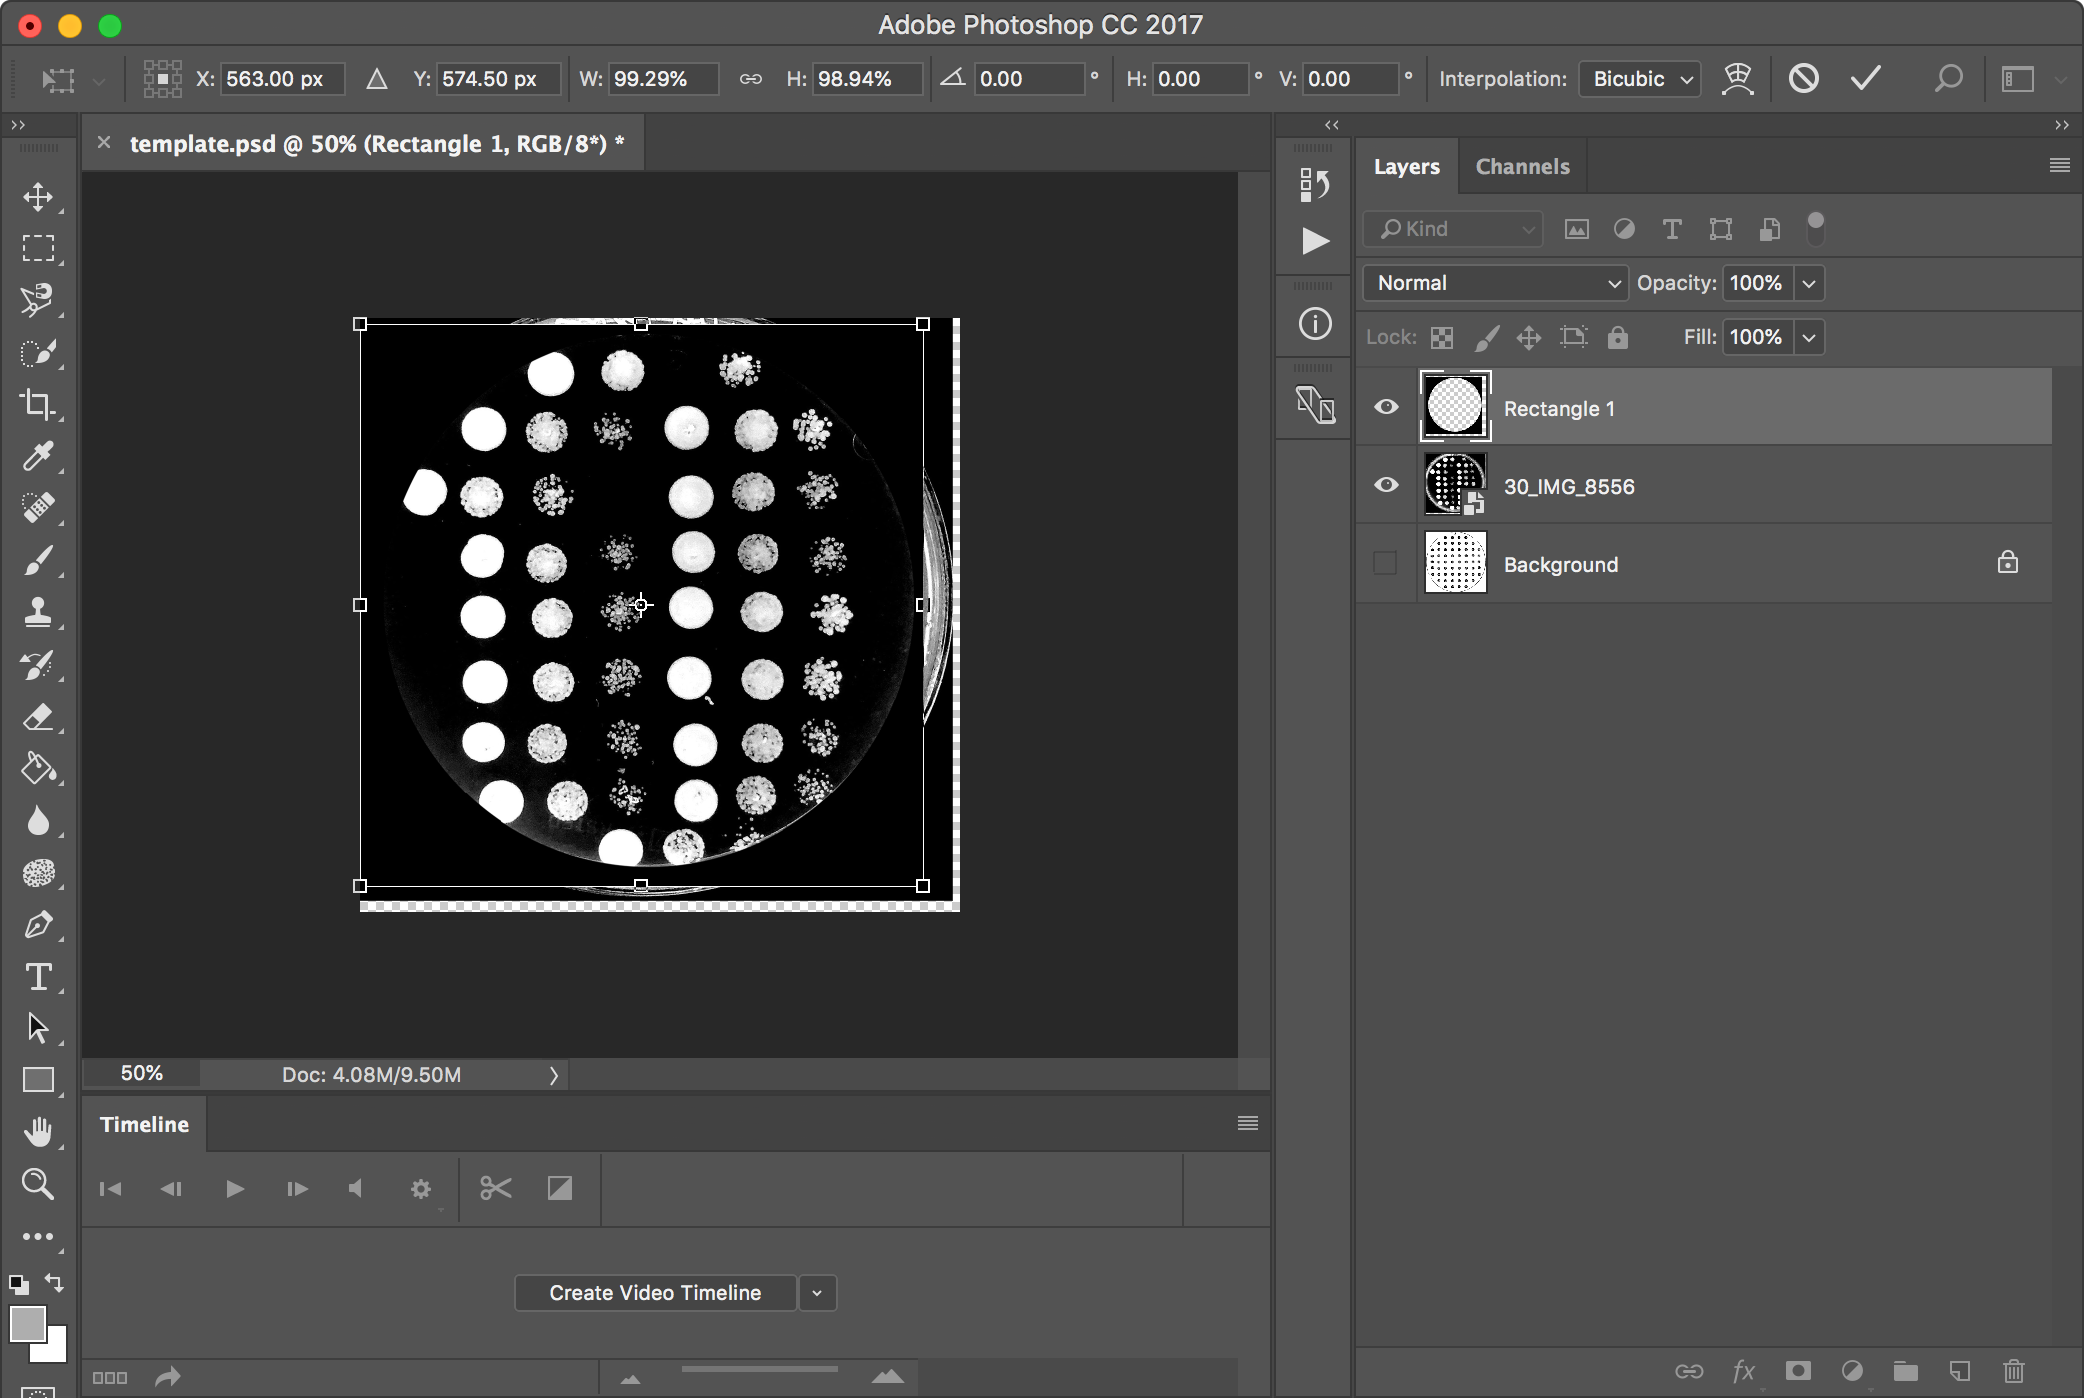 Adobe Photoshop CC 2017
X: 563.00 px Y: 574.50 px W: 99.29% H: 98.94% 0.00 ° H: 0.00 ° V: 0.00 ° Interpolation: Bicubic
template.psd @ 50% (Rectangle 1, RGB/8*) *
Layers Channels
Kind
Normal Opacity: 100%
Lock: Fill: 100%
Rectangle 1
30_IMG_8556
Background
50% Doc: 4.08M/9.50M
Timeline
Create Video Timeline
fx